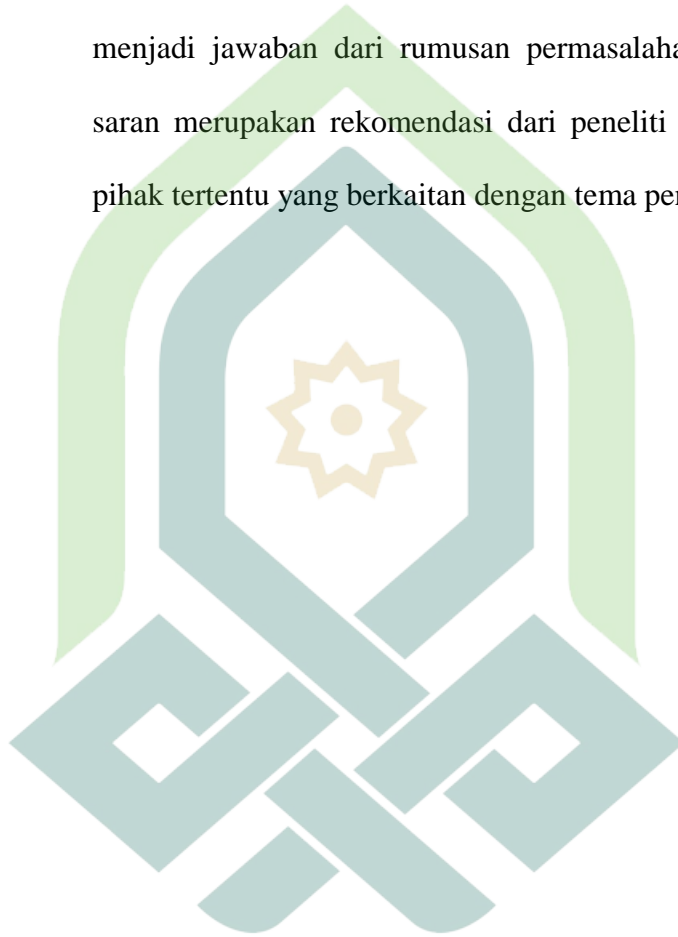 menjadi jawaban dari rumusan permasalaha
saran merupakan rekomendasi dari peneliti
pihak tertentu yang berkaitan dengan tema pe